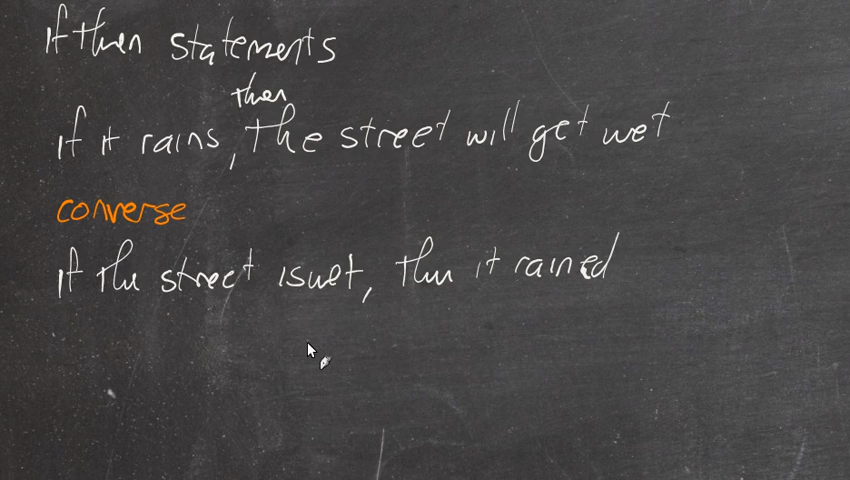 If then statements
then
If it rains, the street will get wet
converse
If the street is wet, then it rained